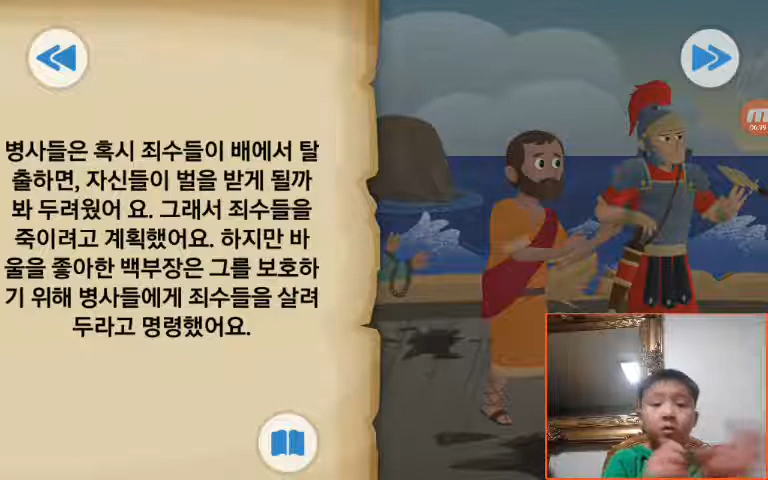 병사들은 혹시 죄수들이 배에서 탈
출하면, 자신들이 벌을 받게 될까
봐 두려웠어 요. 그래서 죄수들을
죽이려고 계획했어요. 하지만 바
울을 좋아한 백부장은 그를 보호하
기 위해 병사들에게 죄수들을 살려
두라고 명령했어요.